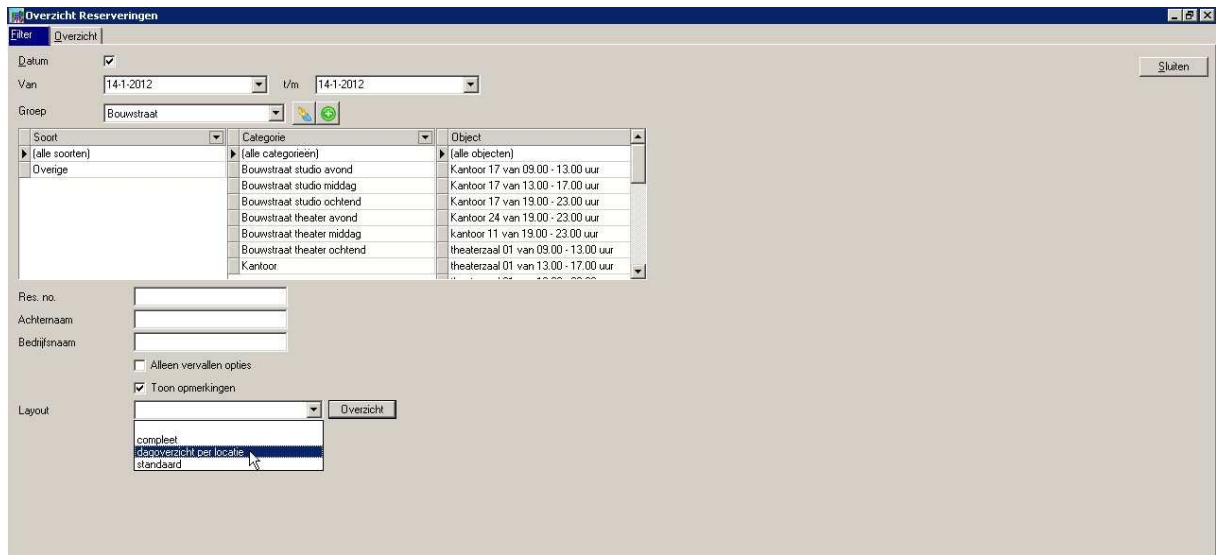 Overzicht Reserveringen
Filter Overzicht
Datum
Sluiten
Van 14-1-2012 t/m 14-1-2012
Groep Bouwstraat
Soort Categorie Object
(alle soorten) (alle categorieën) (alle objecten)
Overige Bouwstraat studio avond Kantoor 17 van 09.00 - 13.00 uur
Bouwstraat studio middag Kantoor 17 van 13.00 - 17.00 uur
Bouwstraat studio ochtend Kantoor 17 van 19.00 - 23.00 uur
Bouwstraat theater avond Kantoor 24 van 19.00 - 23.00 uur
Bouwstraat theater middag kantoor 11 van 19.00 - 23.00 uur
Bouwstraat theater ochtend theaterzaal 01 van 09.00 - 13.00 uur
Kantoor theaterzaal 01 van 13.00 - 17.00 uur
Res. no.
Achternaam
Bedrijfsnaam
Alleen vervallen opties
Toon opmerkingen
Layout Overzicht
compleet
dagoverzicht per locatie
standaard